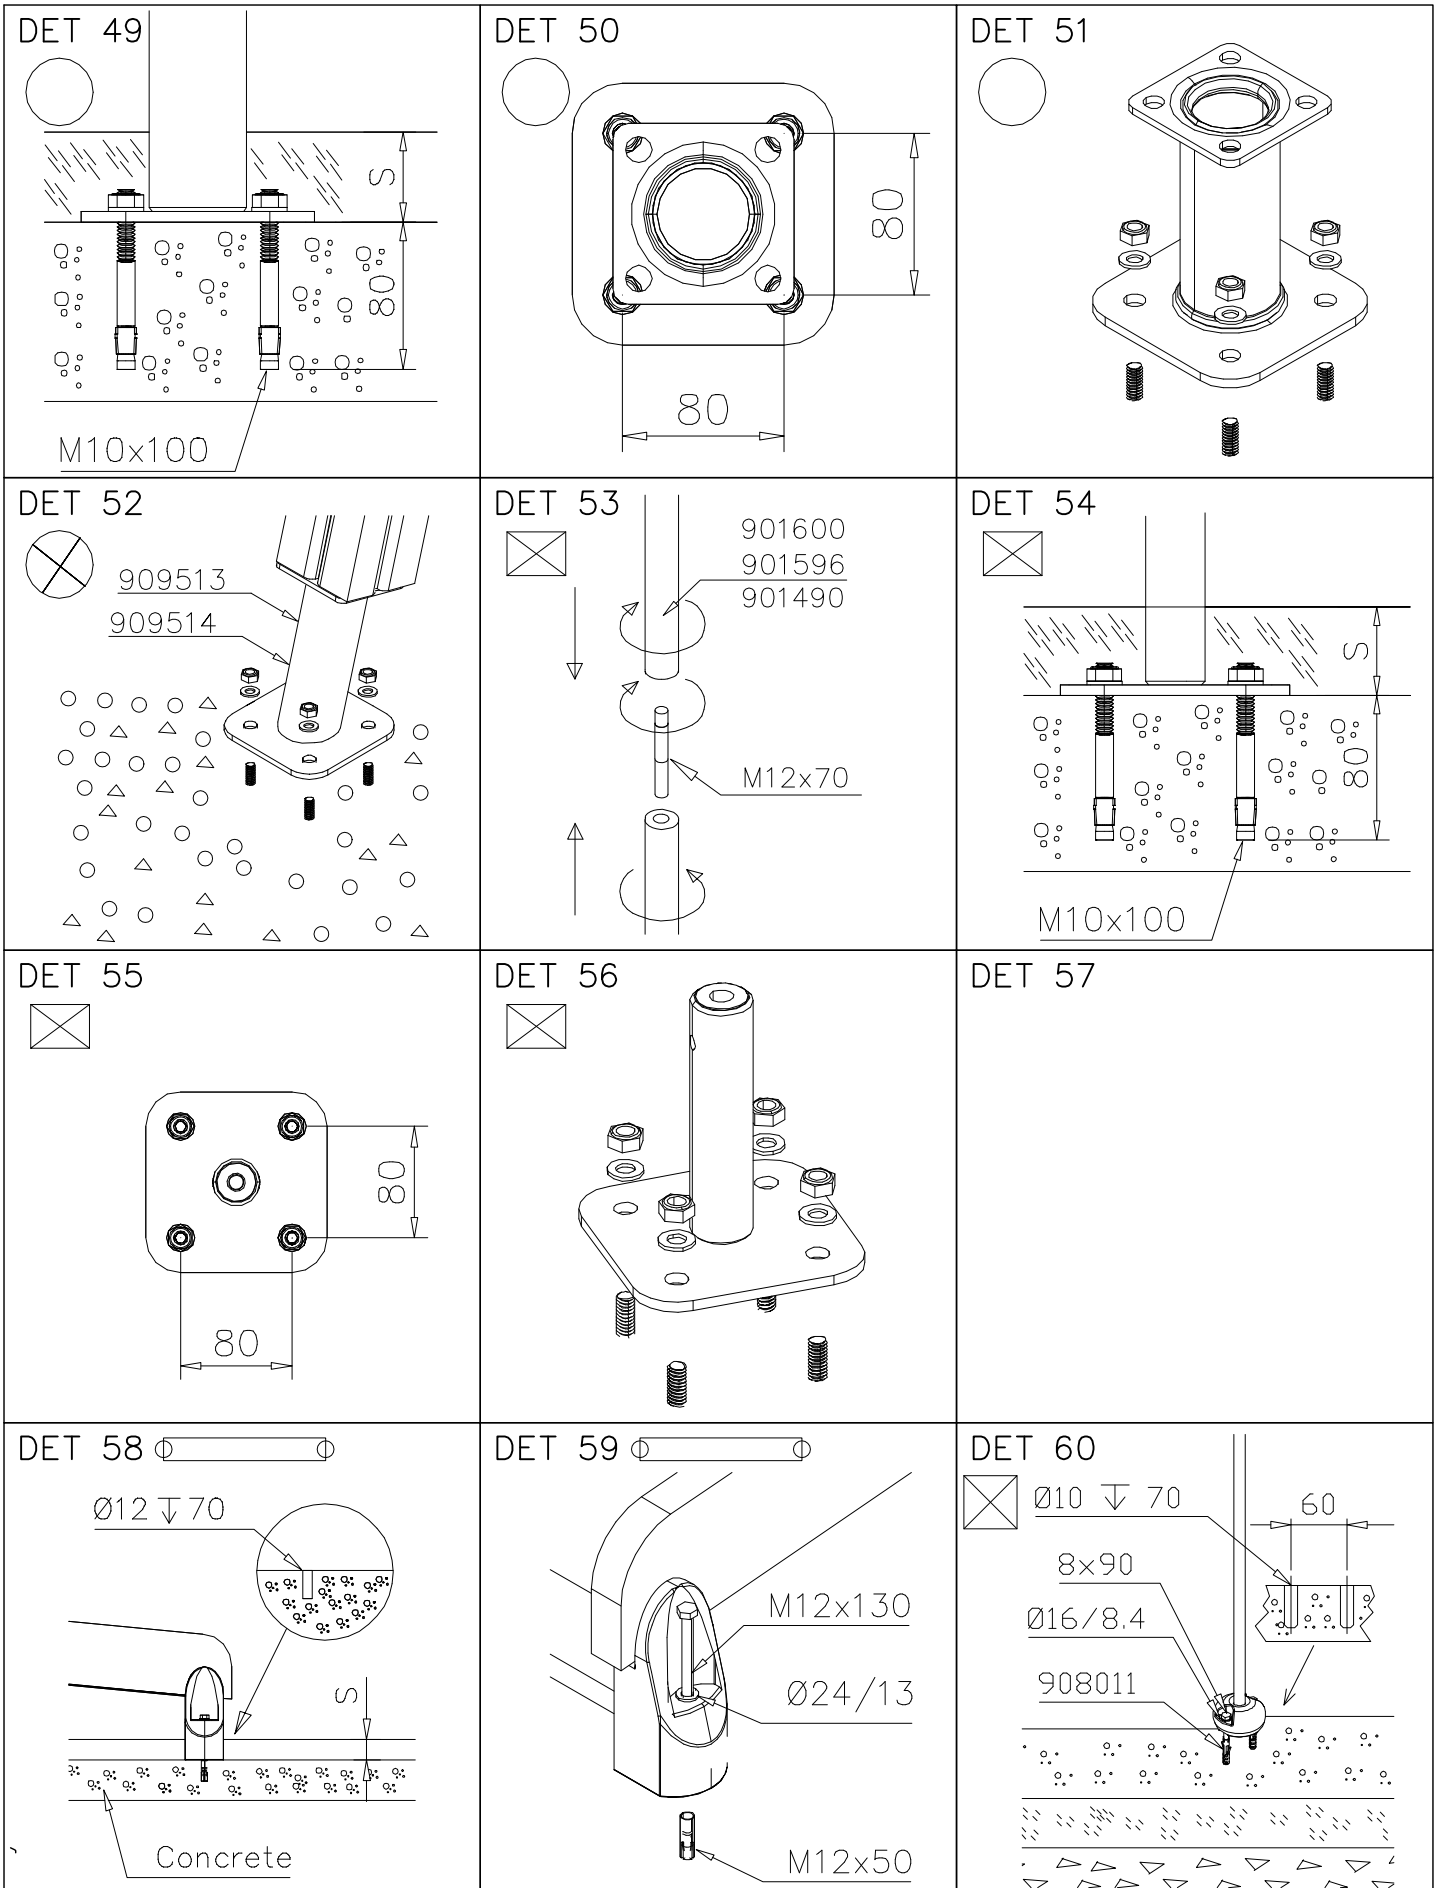 DET 49
S
80
M10x100
DET 50
80
80
DET 51
DET 52
909513
909514
DET 53
901600
901596
901490
M12x70
DET 54
S
80
M10x100
DET 55
80
80
DET 56
DET 57
DET 58
Ø12 ↧ 70
S
Concrete
DET 59
M12x130
Ø24/13
M12x50
DET 60
Ø10 ↧ 70
60
8x90
Ø16/8.4
908011